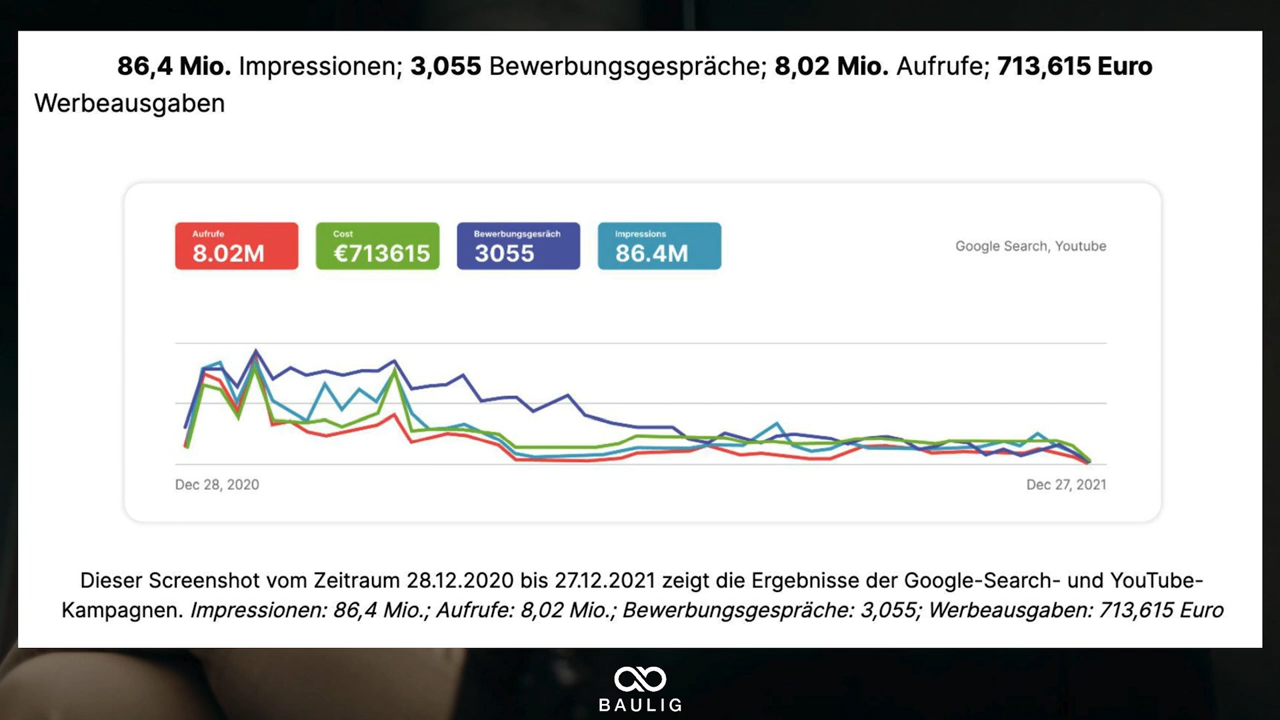 86,4 Mio. Impressionen; 3,055 Bewerbungsgespräche; 8,02 Mio. Aufrufe; 713,615 Euro
Werbeausgaben
Aufrufe
8.02M
Cost
€713615
Bewerbungsgesräch
3055
Impressions
86.4M
Google Search, Youtube
Dec 28, 2020
Dec 27, 2021
Dieser Screenshot vom Zeitraum 28.12.2020 bis 27.12.2021 zeigt die Ergebnisse der Google-Search- und YouTube-
Kampagnen. Impressionen: 86,4 Mio.; Aufrufe: 8,02 Mio.; Bewerbungsgespräche: 3,055; Werbeausgaben: 713,615 Euro
BAULIG